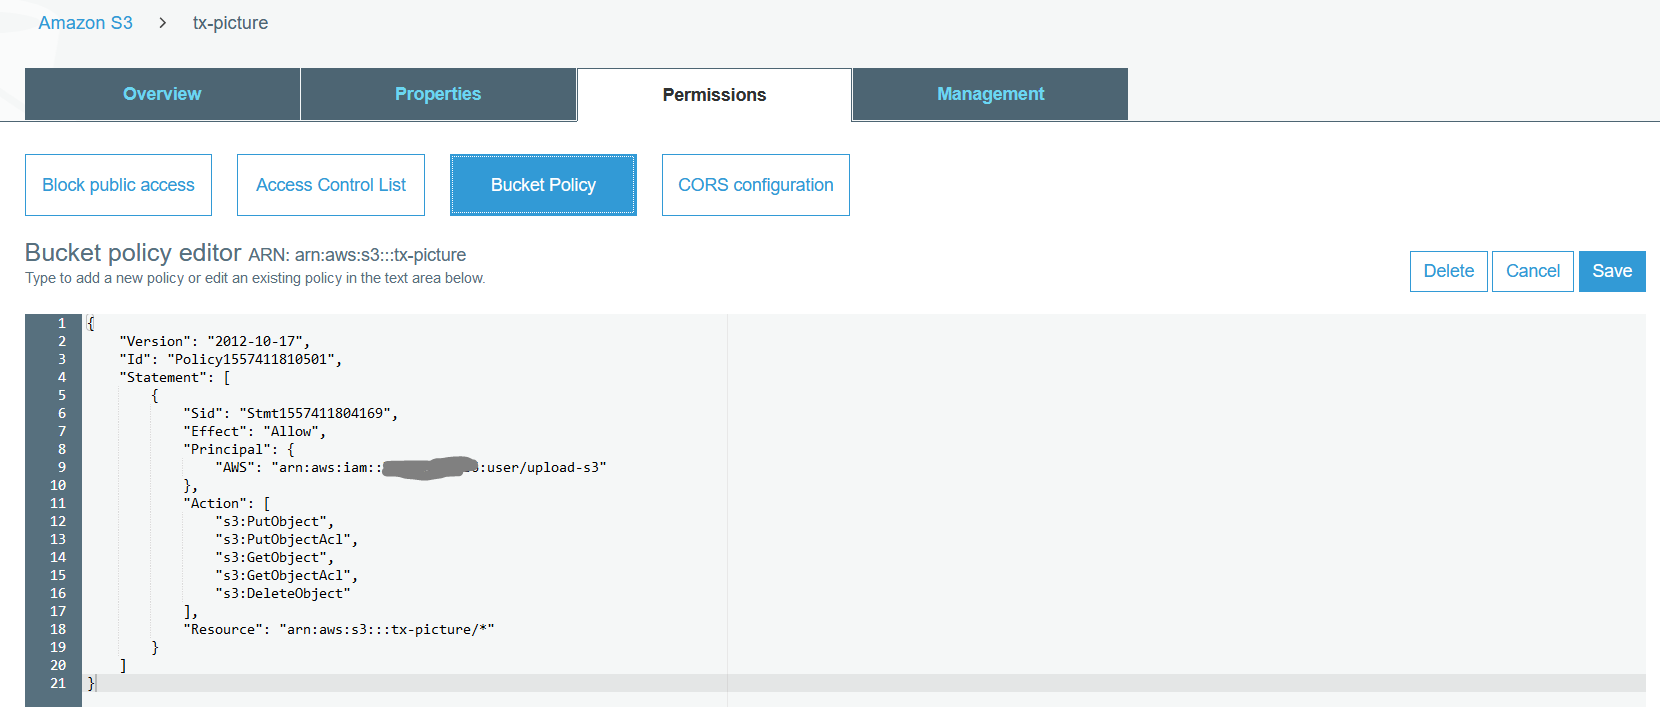 Amazon S3 > tx-picture
Overview Properties Permissions Management
Block public access Access Control List Bucket Policy CORS configuration
Bucket policy editor ARN: arn:aws:s3:::tx-picture
Type to add a new policy or edit an existing policy in the text area below.
Delete Cancel Save
1 {
2 "Version": "2012-10-17",
3 "Id": "Policy1557411810501",
4 "Statement": [
5 {
6 "Sid": "Stmt1557411804169",
7 "Effect": "Allow",
8 "Principal": {
9 "AWS": "arn:aws:iam:: :user/upload-s3"
10 },
11 "Action": [
12 "s3:PutObject",
13 "s3:PutObjectAcl",
14 "s3:GetObject",
15 "s3:GetObjectAcl",
16 "s3:DeleteObject"
17 ],
18 "Resource": "arn:aws:s3:::tx-picture/*"
19 }
20 ]
21 }